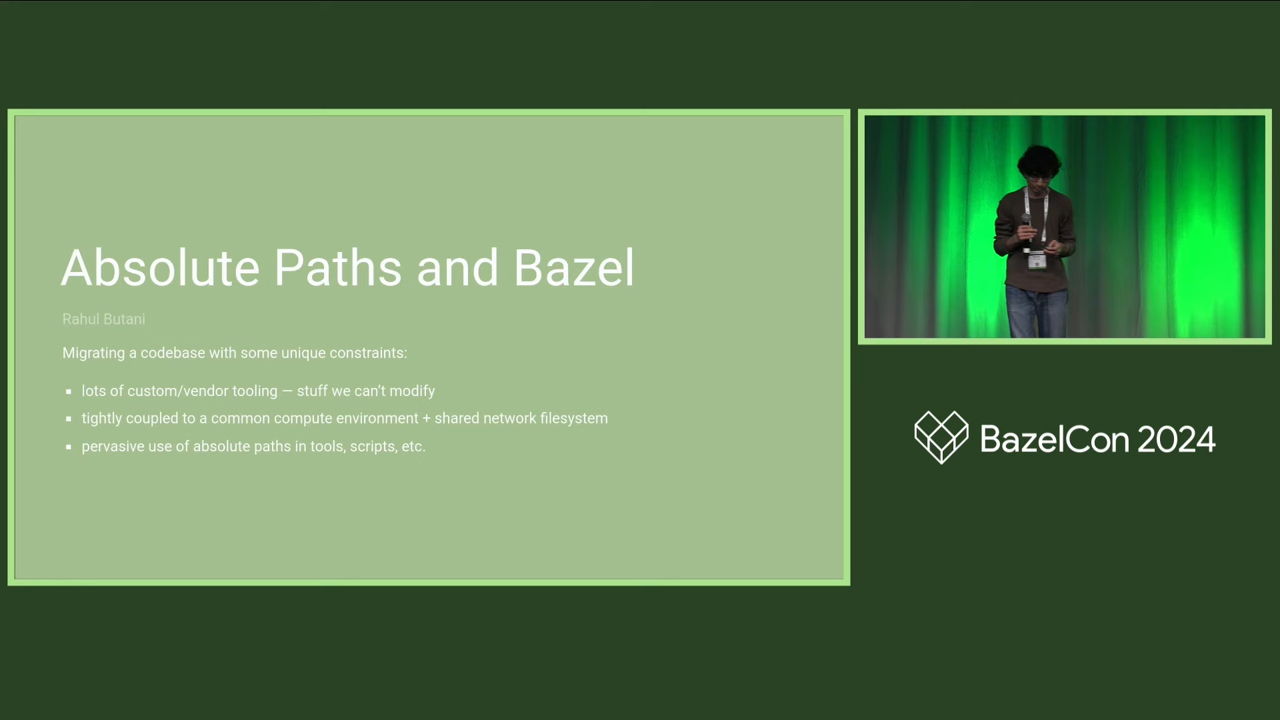 Absolute Paths and Bazel
Rahul Butani
Migrating a codebase with some unique constraints:
▪ lots of custom/vendor tooling — stuff we can't modify
▪ tightly coupled to a common compute environment + shared network filesystem
▪ pervasive use of absolute paths in tools, scripts, etc.
BazelCon 2024